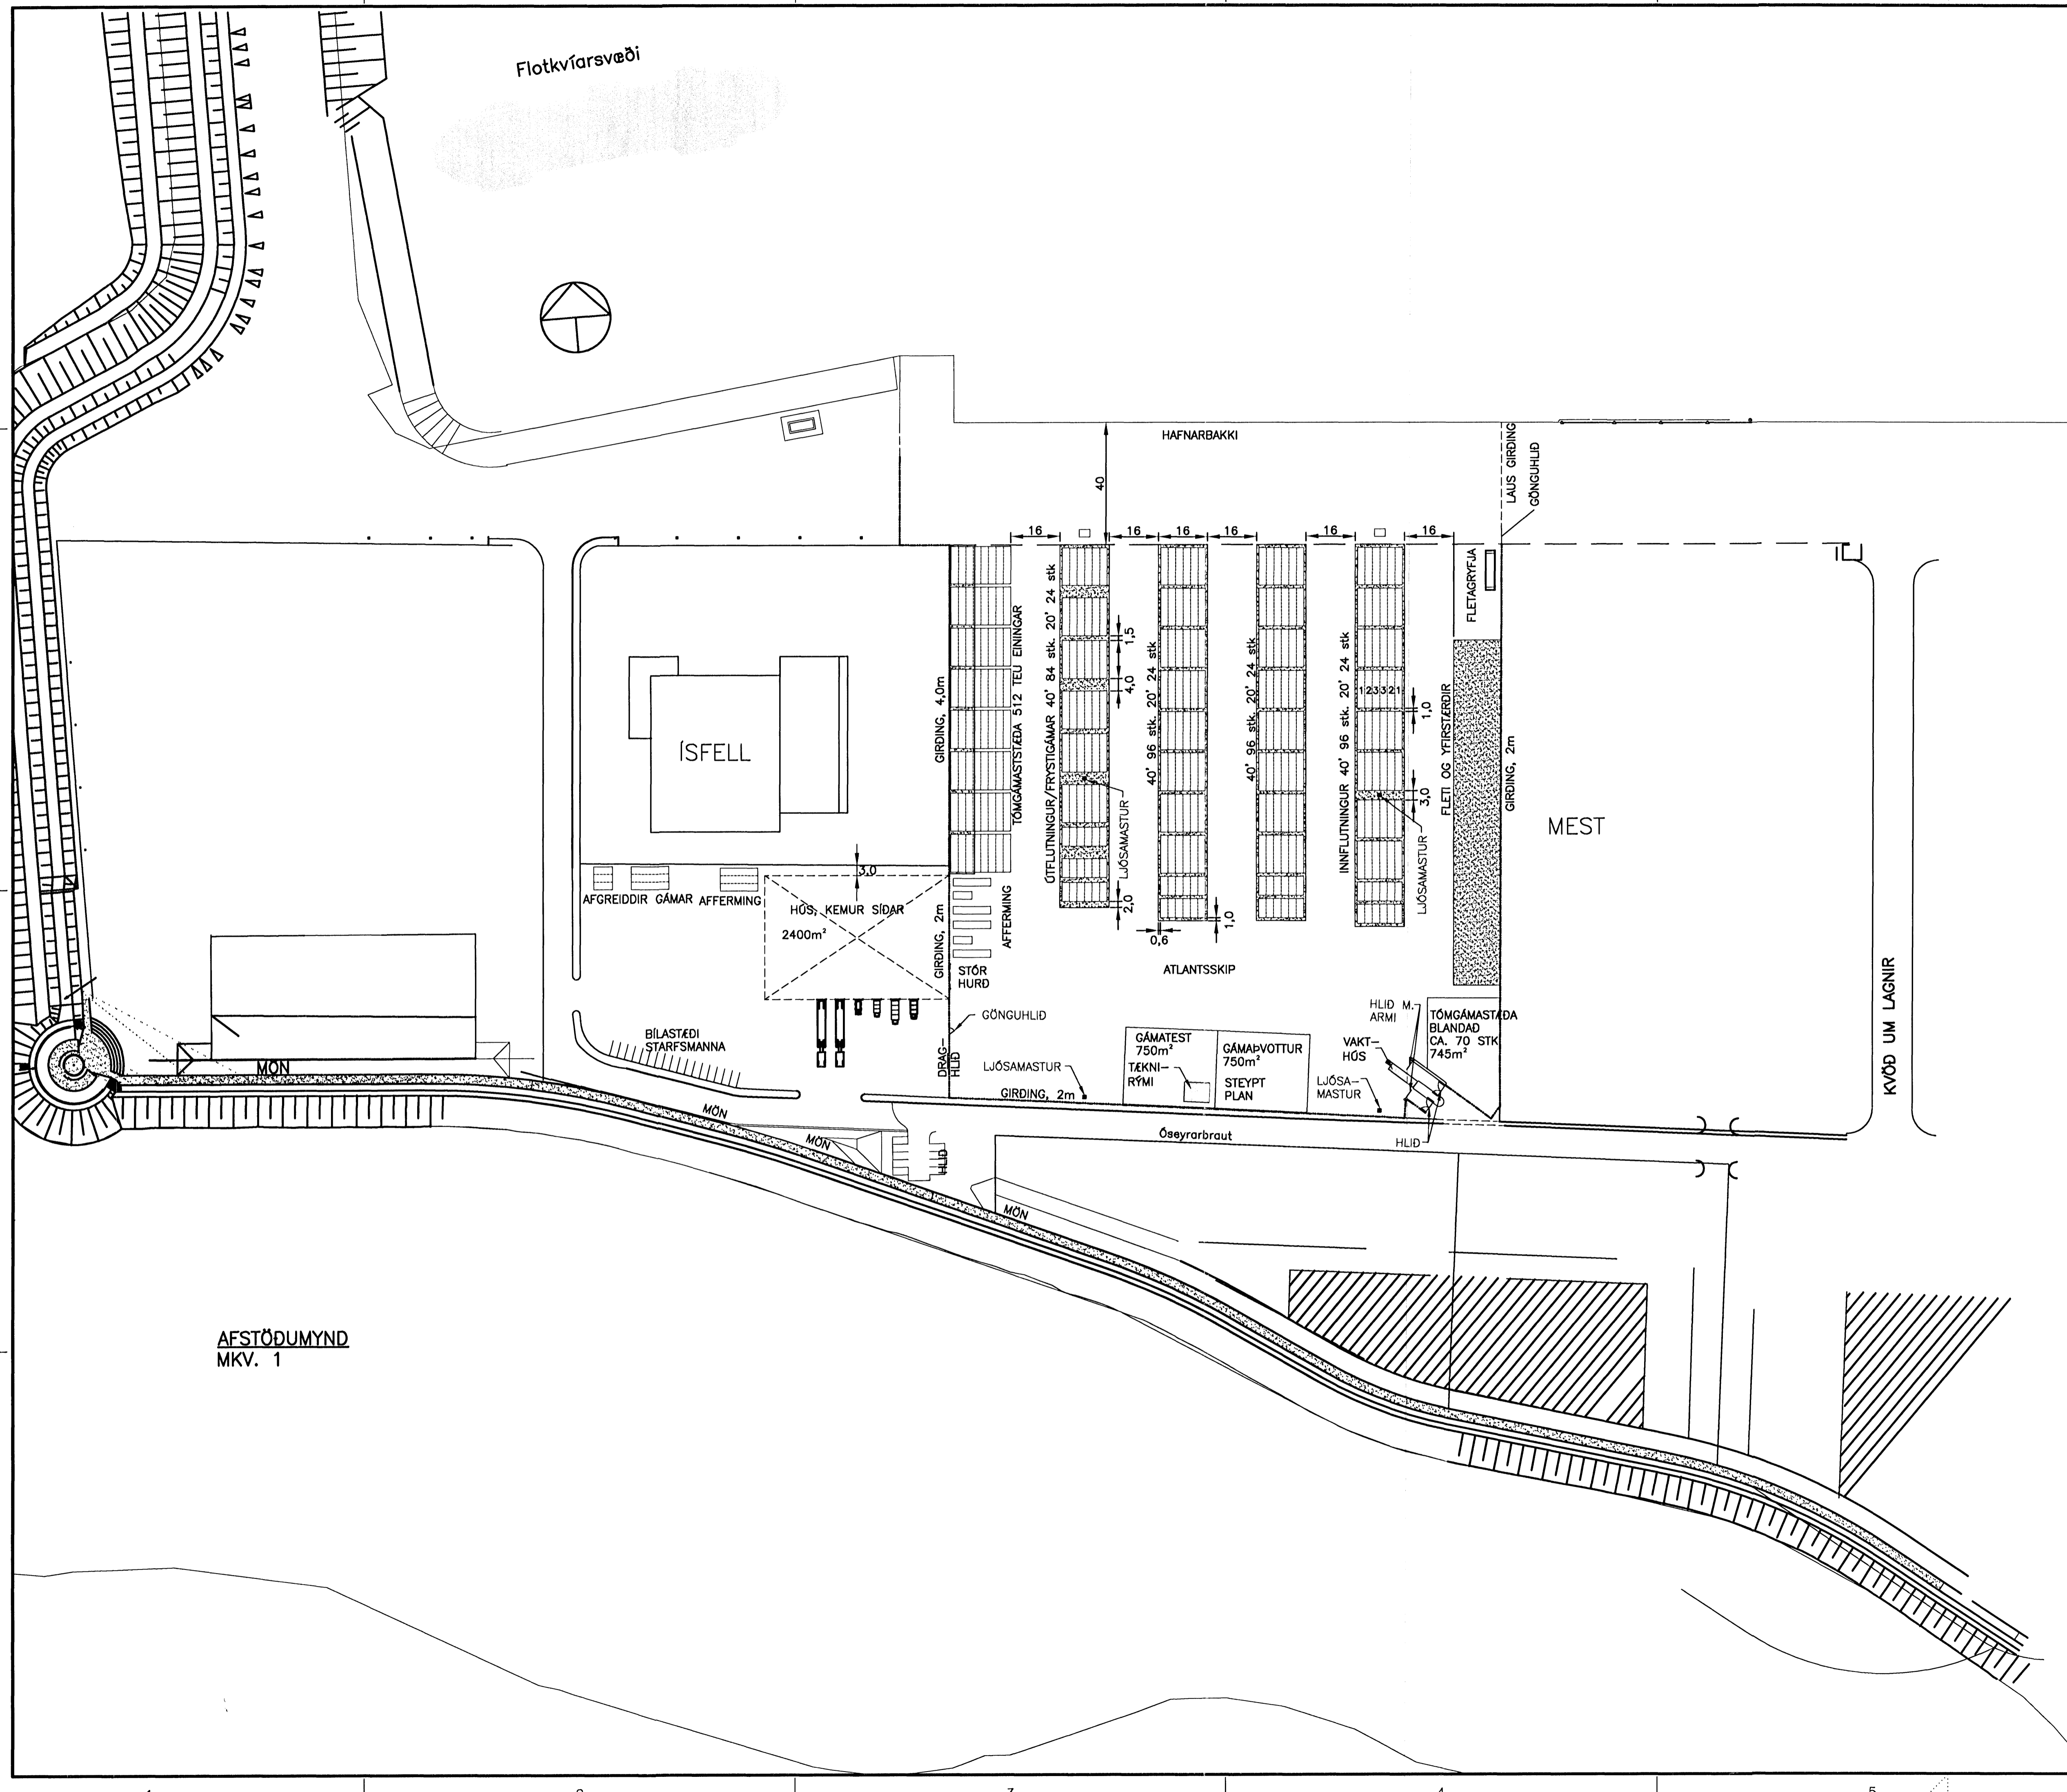 Flotkvíarsvæði
HAFNARBAKKI
LAUS GIRÐING
GÖNGUHLIÐ
40
16
16
16
16
16
16
FLETAGRYFJA
TÓMGÁMASTSTÆÐA 512 TEU EININGAR
ÚTFLUTNINGUR/FRYSTIGÁMAR 40' 84 stk. 20' 24 stk
1,5
4,0
40' 96 stk. 20' 24 stk
40' 96 stk. 20' 24 stk
INNFLUTNINGUR 40' 96 stk. 20' 24 stk
123321
1,0
3,0
FLETI OG YFIRSTÆRÐIR
GIRÐING, 2m
GIRÐING, 4,0m
ÍSFELL
MEST
LJÓSAMASTUR
LJÓSAMASTUR
3,0
AFGREIDDIR GÁMAR
AFFERMING
HÚS, KEMUR SÍÐAR
2400m²
GIRÐING, 2m
AFFERMING
2,0
0,6
1,0
STÓR
HURÐ
ATLANTSSKIP
KVÖÐ UM LAGNIR
GÖNGUHLIÐ
BÍLASTÆÐI
STARFSMANNA
DRAG-
HLIÐ
LJÓSAMASTUR
GIRÐING, 2m
GÁMATEST
750m²
TÆKNI-
RÝMI
GÁMAÞVOTTUR
750m²
STEYPT
PLAN
HLIÐ M.
ARMI
VAKT-
HÚS
LJÓSA-
MASTUR
TÓMGÁMASTÆÐA
BLANDAÐ
CA. 70 STK
745m²
HLIÐ
MÖN
MÖN
MÖN
HLIÐ
Óseyrarbraut
MÖN
AFSTÖÐUMYND
MKV. 1
3
4
5